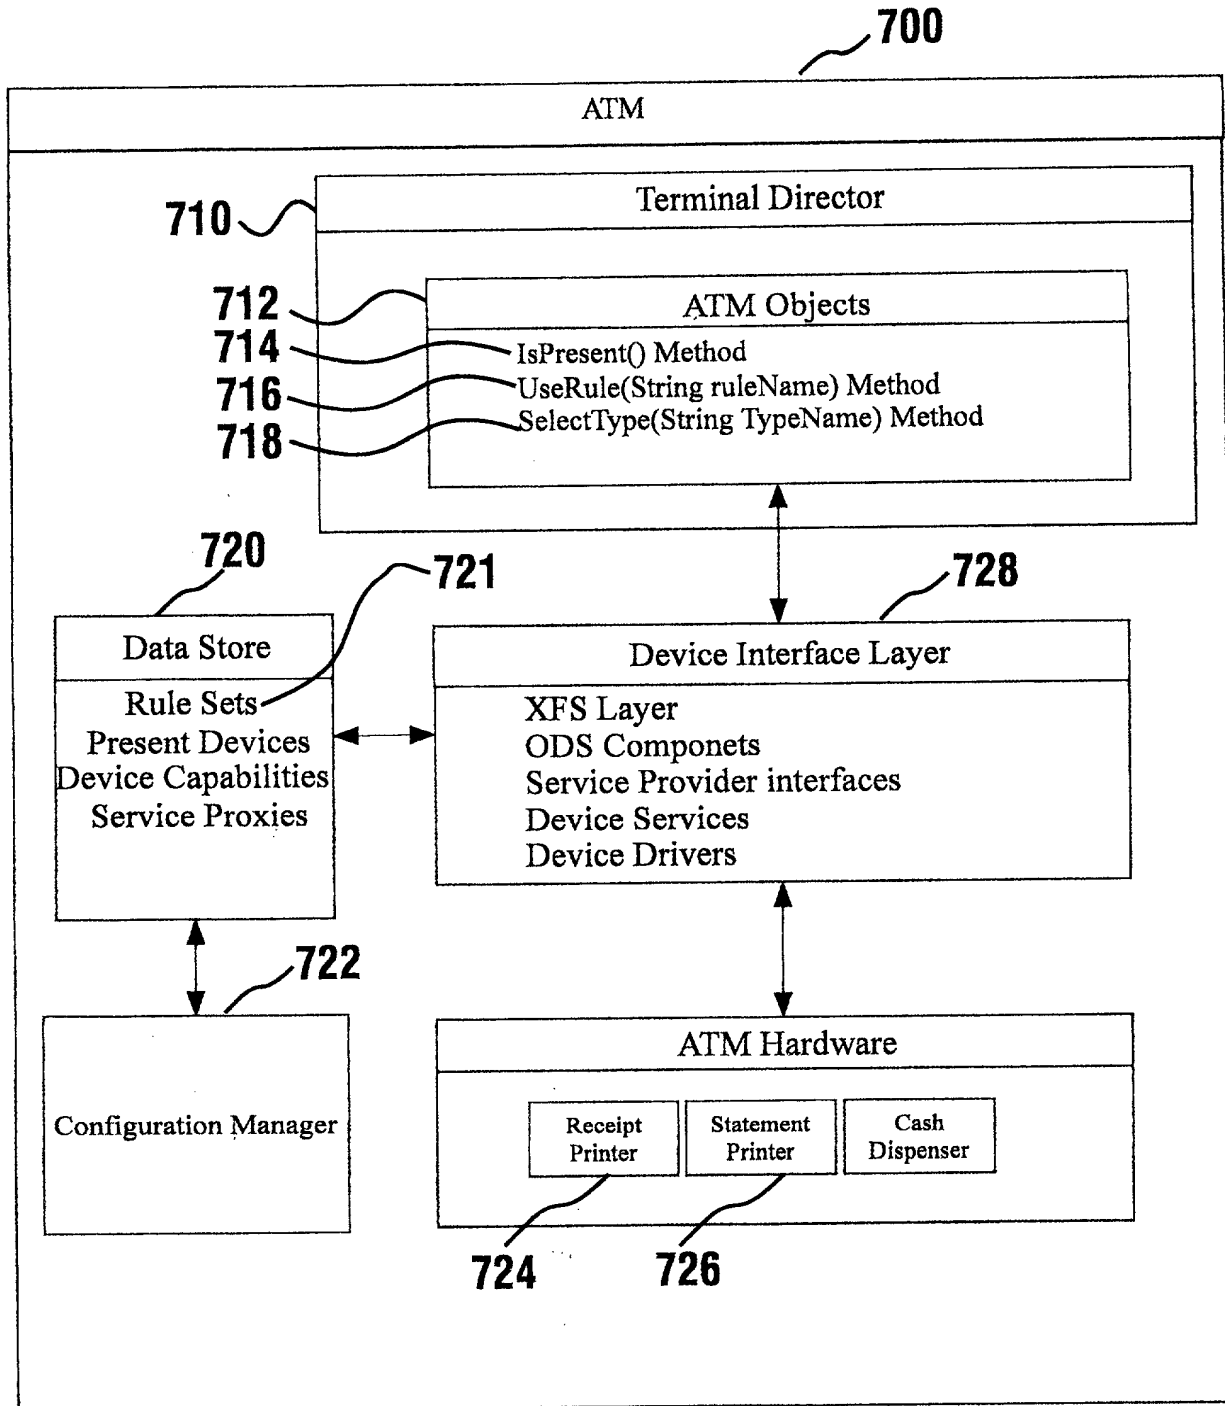 700
ATM
Terminal Director
710
712
ATM Objects
714
IsPresent() Method
716
UseRule(String ruleName) Method
718
SelectType(String TypeName) Method
720
721
728
Data Store
Rule Sets
Present Devices
Device Capabilities
Service Proxies
Device Interface Layer
XFS Layer
ODS Componets
Service Provider interfaces
Device Services
Device Drivers
722
Configuration Manager
ATM Hardware
Receipt
Printer
Statement
Printer
Cash
Dispenser
724
726